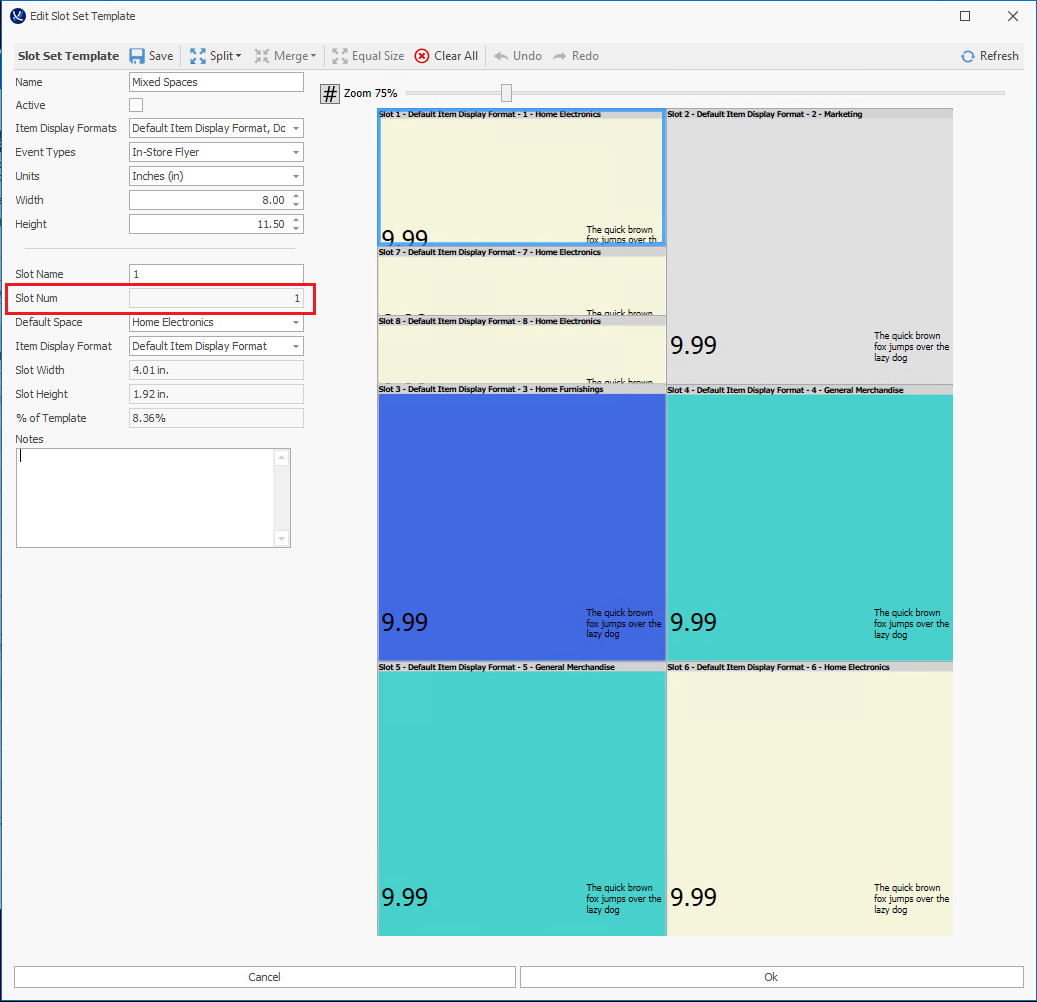 Edit Slot Set Template
Slot Set Template Save Split Merge Equal Size Clear All Undo Redo Refresh
Name Mixed Spaces
Active
Item Display Formats Default Item Display Format, Do
Event Types In-Store Flyer
Units Inches (in)
Width 8.00
Height 11.50
Slot Name 1
Slot Num 1
Default Space Home Electronics
Item Display Format Default Item Display Format
Slot Width 4.01 in.
Slot Height 1.92 in.
% of Template 8.36%
Notes
# Zoom 75%
Slot 1 - Default Item Display Format - 1 - Home Electronics
9.99
The quick brown
fox jumps over th
Slot 2 - Default Item Display Format - 2 - Marketing
9.99
The quick brown
fox jumps over the
lazy dog
Slot 7 - Default Item Display Format - 7 - Home Electronics
The quick brown
Slot 8 - Default Item Display Format - 8 - Home Electronics
The quick brown
Slot 3 - Default Item Display Format - 3 - Home Furnishings
9.99
The quick brown
fox jumps over the
lazy dog
Slot 4 - Default Item Display Format - 4 - General Merchandise
9.99
The quick brown
fox jumps over the
lazy dog
Slot 5 - Default Item Display Format - 5 - General Merchandise
9.99
The quick brown
fox jumps over the
lazy dog
Slot 6 - Default Item Display Format - 6 - Home Electronics
9.99
The quick brown
fox jumps over the
lazy dog
Cancel
Ok